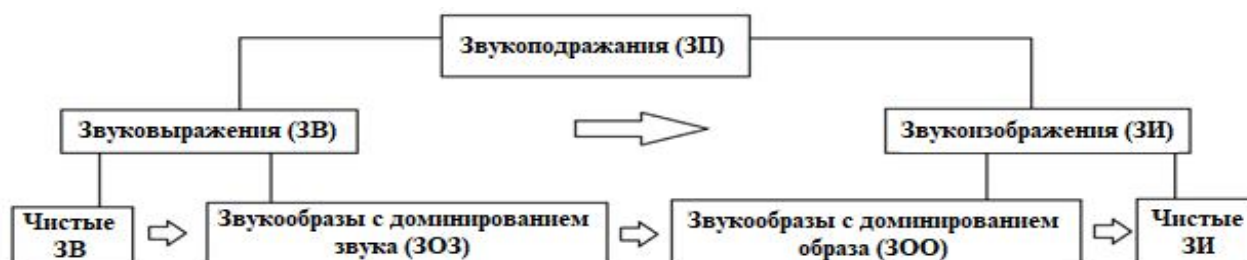 Звукоподражания (ЗП)
Звуковыражения (ЗВ)
Звукоизображения (ЗИ)
Чистые
ЗВ
Звукообразы с доминированием
звука (ЗОЗ)
Звукообразы с доминированием
образа (ЗОО)
Чистые
ЗИ